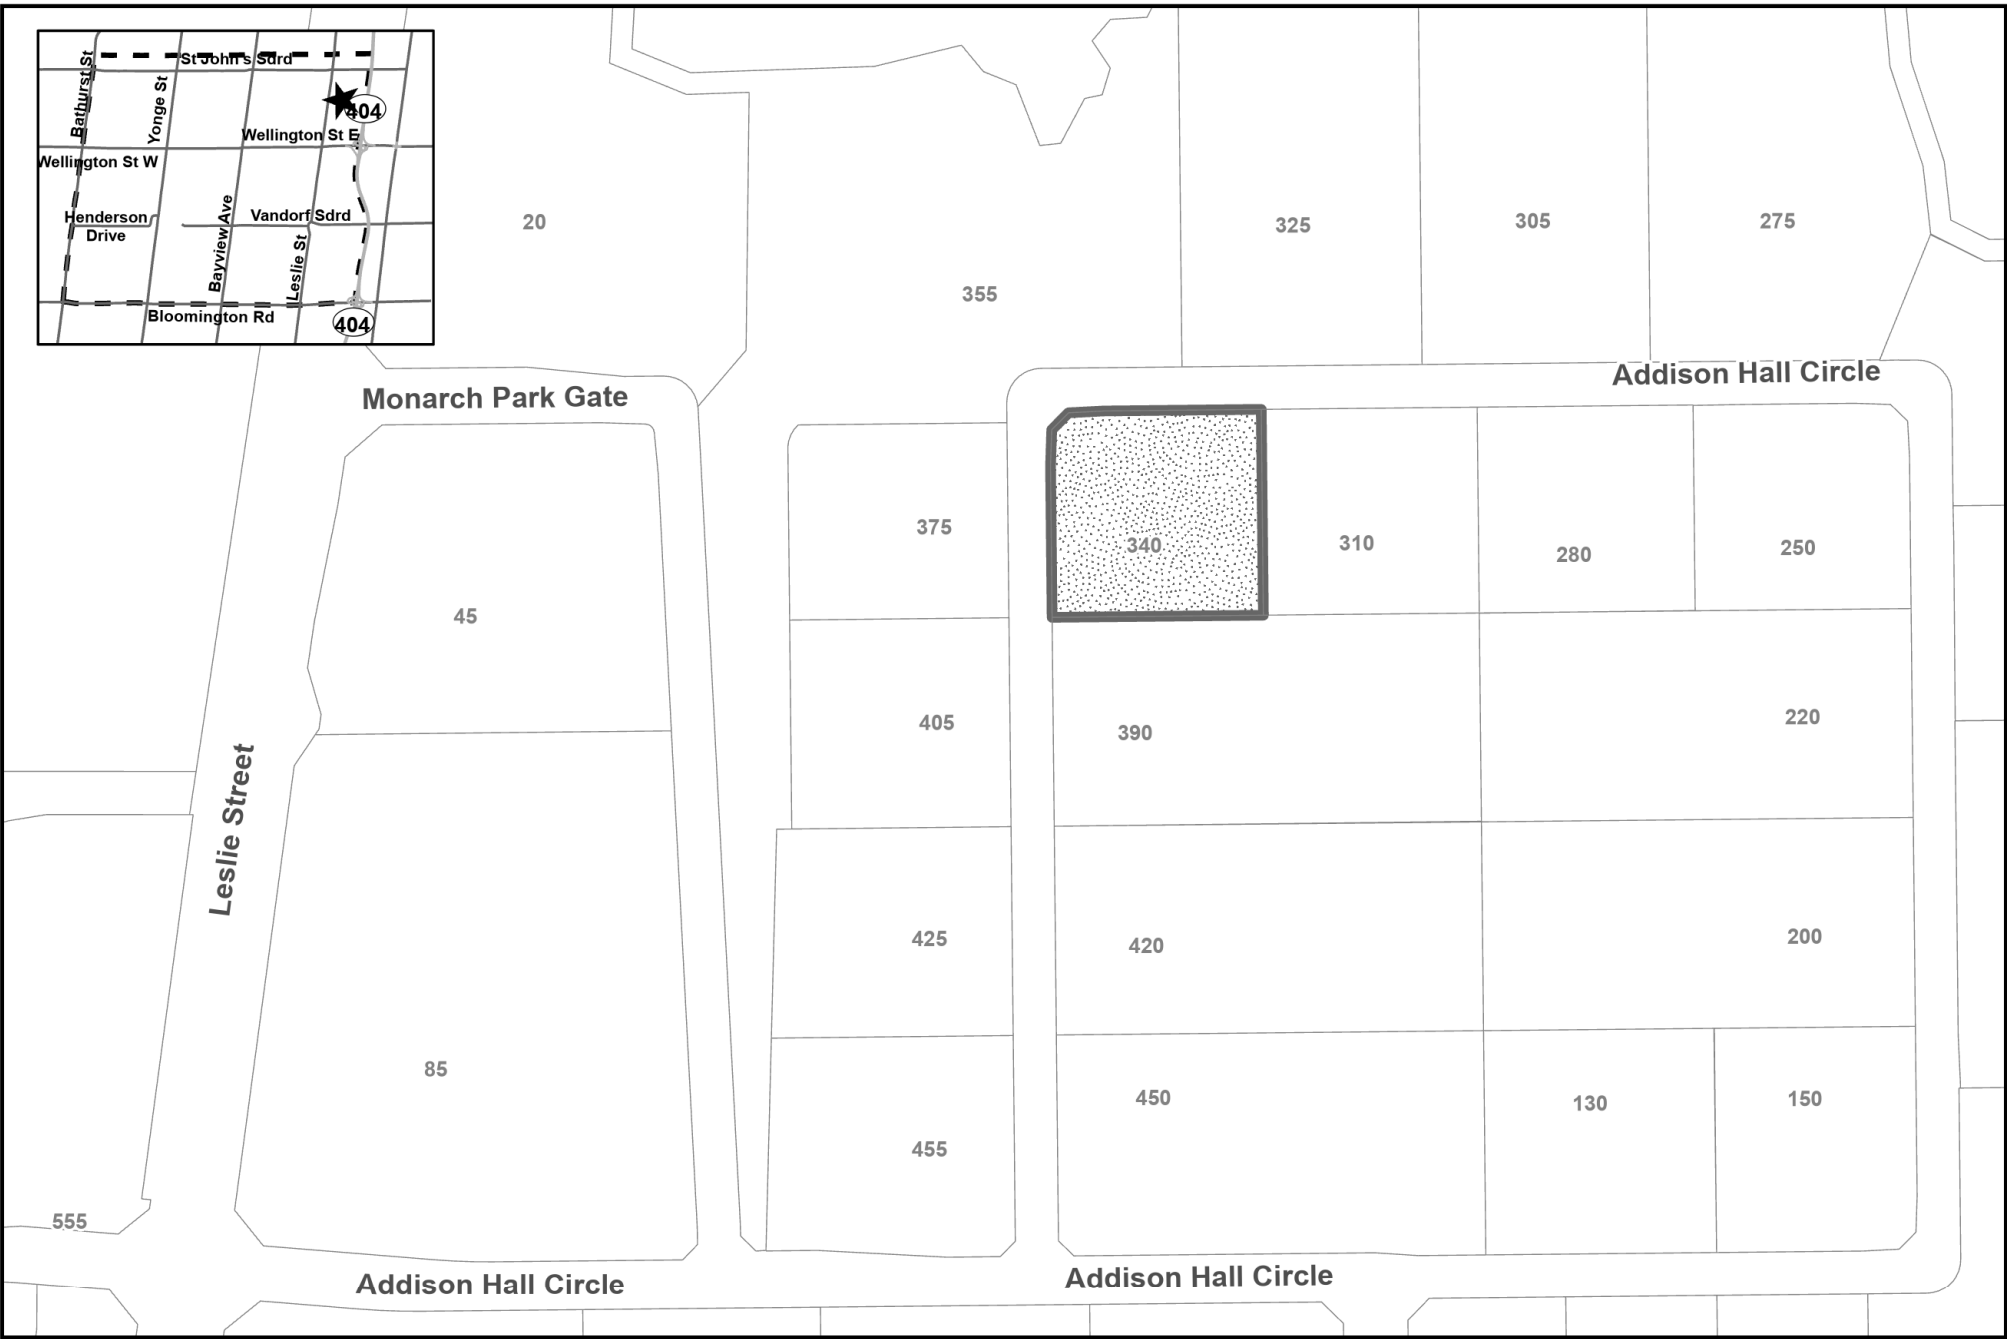 St John's Sdrd
Bathurst St
Yonge St
404
Wellington St E
Wellington St W
Henderson
Drive
Bayview Ave
Vandorf Sdrd
Leslie St
Bloomington Rd
404
20
355
325
305
275
Monarch Park Gate
Addison Hall Circle
375
340
310
280
250
45
405
390
220
Leslie Street
425
420
200
85
450
130
150
455
555
Addison Hall Circle
Addison Hall Circle